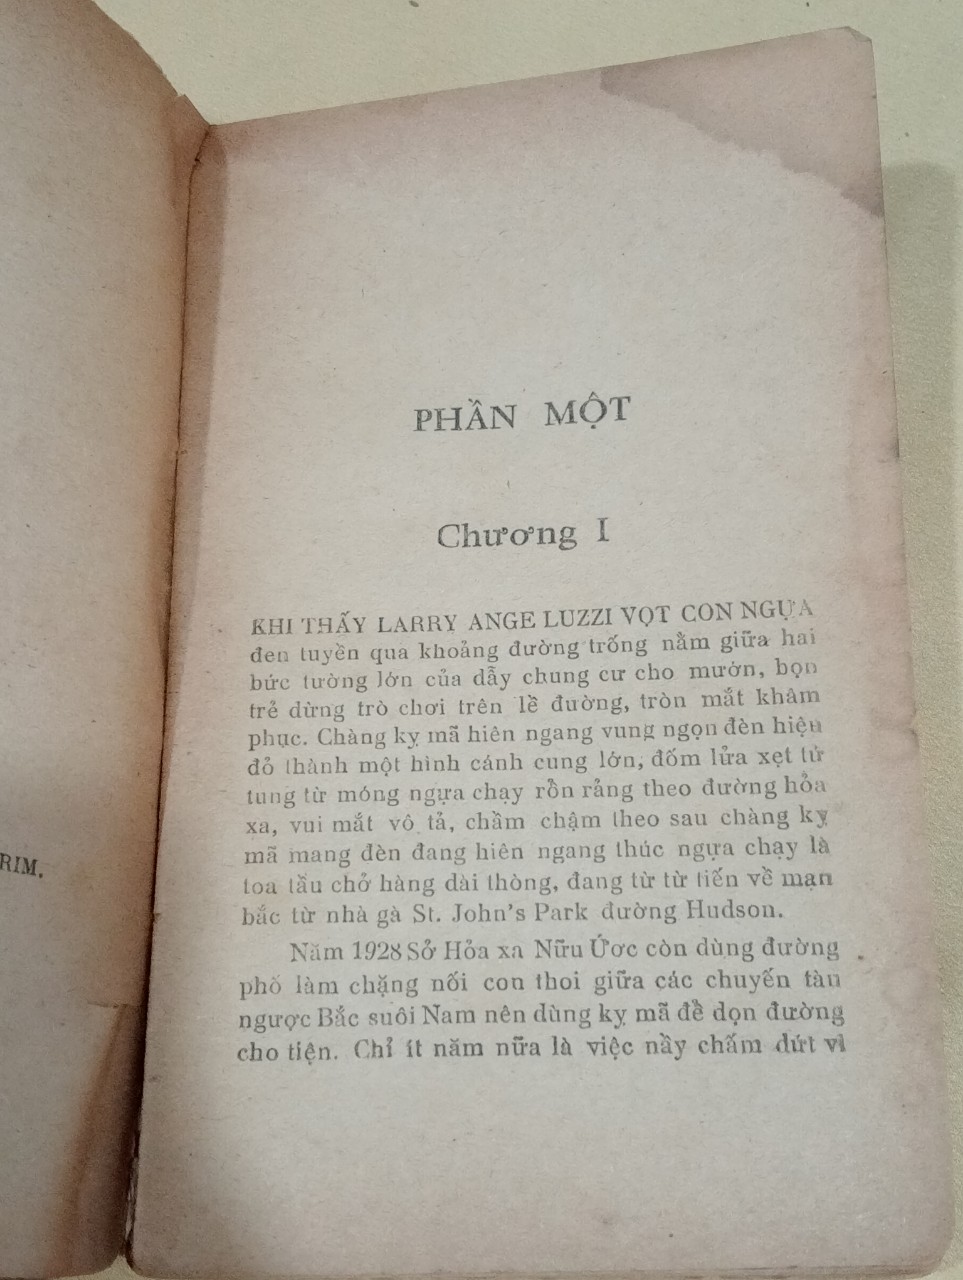 RIM.
PHẦN MỘT
Chương I
KHI THẤY LARRY ANGE LUZZI VỌT CON NGỰA
đen tuyền qua khoảng đường trống nằm giữa hai
bức tường lớn của dẫy chung cư cho mướn, bọn
trẻ dừng trò chơi trên lề đường, tròn mắt khâm
phục. Chàng kỵ mã hiên ngang vung ngọn đèn hiệu
đỏ thành một hình cánh cung lớn, đốm lửa xẹt tứ
tung từ móng ngựa chạy rồn rảng theo đường hỏa
xa, vui mắt vô tả, chầm chậm theo sau chàng kỵ
mã mang đèn đang hiên ngang thúc ngựa chạy là
toa tầu chở hàng dài thòng, đang từ từ tiến về mạn
bắc từ nhà gà St. John's Park đường Hudson.
Năm 1928 Sở Hỏa xa Nữu Ước còn dùng đường
phố làm chặng nối con thoi giữa các chuyến tàu
ngược Bắc suôi Nam nên dùng kỵ mã để dọn đường
cho tiện. Chỉ ít năm nữa là việc nầy chấm dứt vì